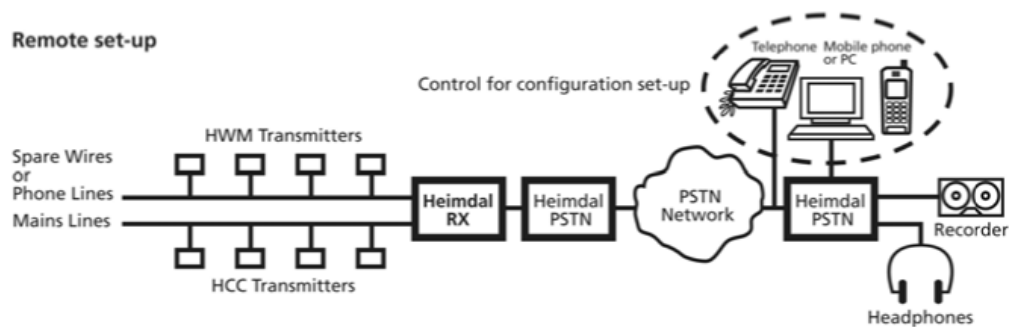 Remote set-up
Telephone Mobile phone
or PC
Control for configuration set-up
HWM Transmitters
Spare Wires
or
Phone Lines
Mains Lines
Heimdal
RX
Heimdal
PSTN
PSTN
Network
Heimdal
PSTN
Recorder
HCC Transmitters
Headphones